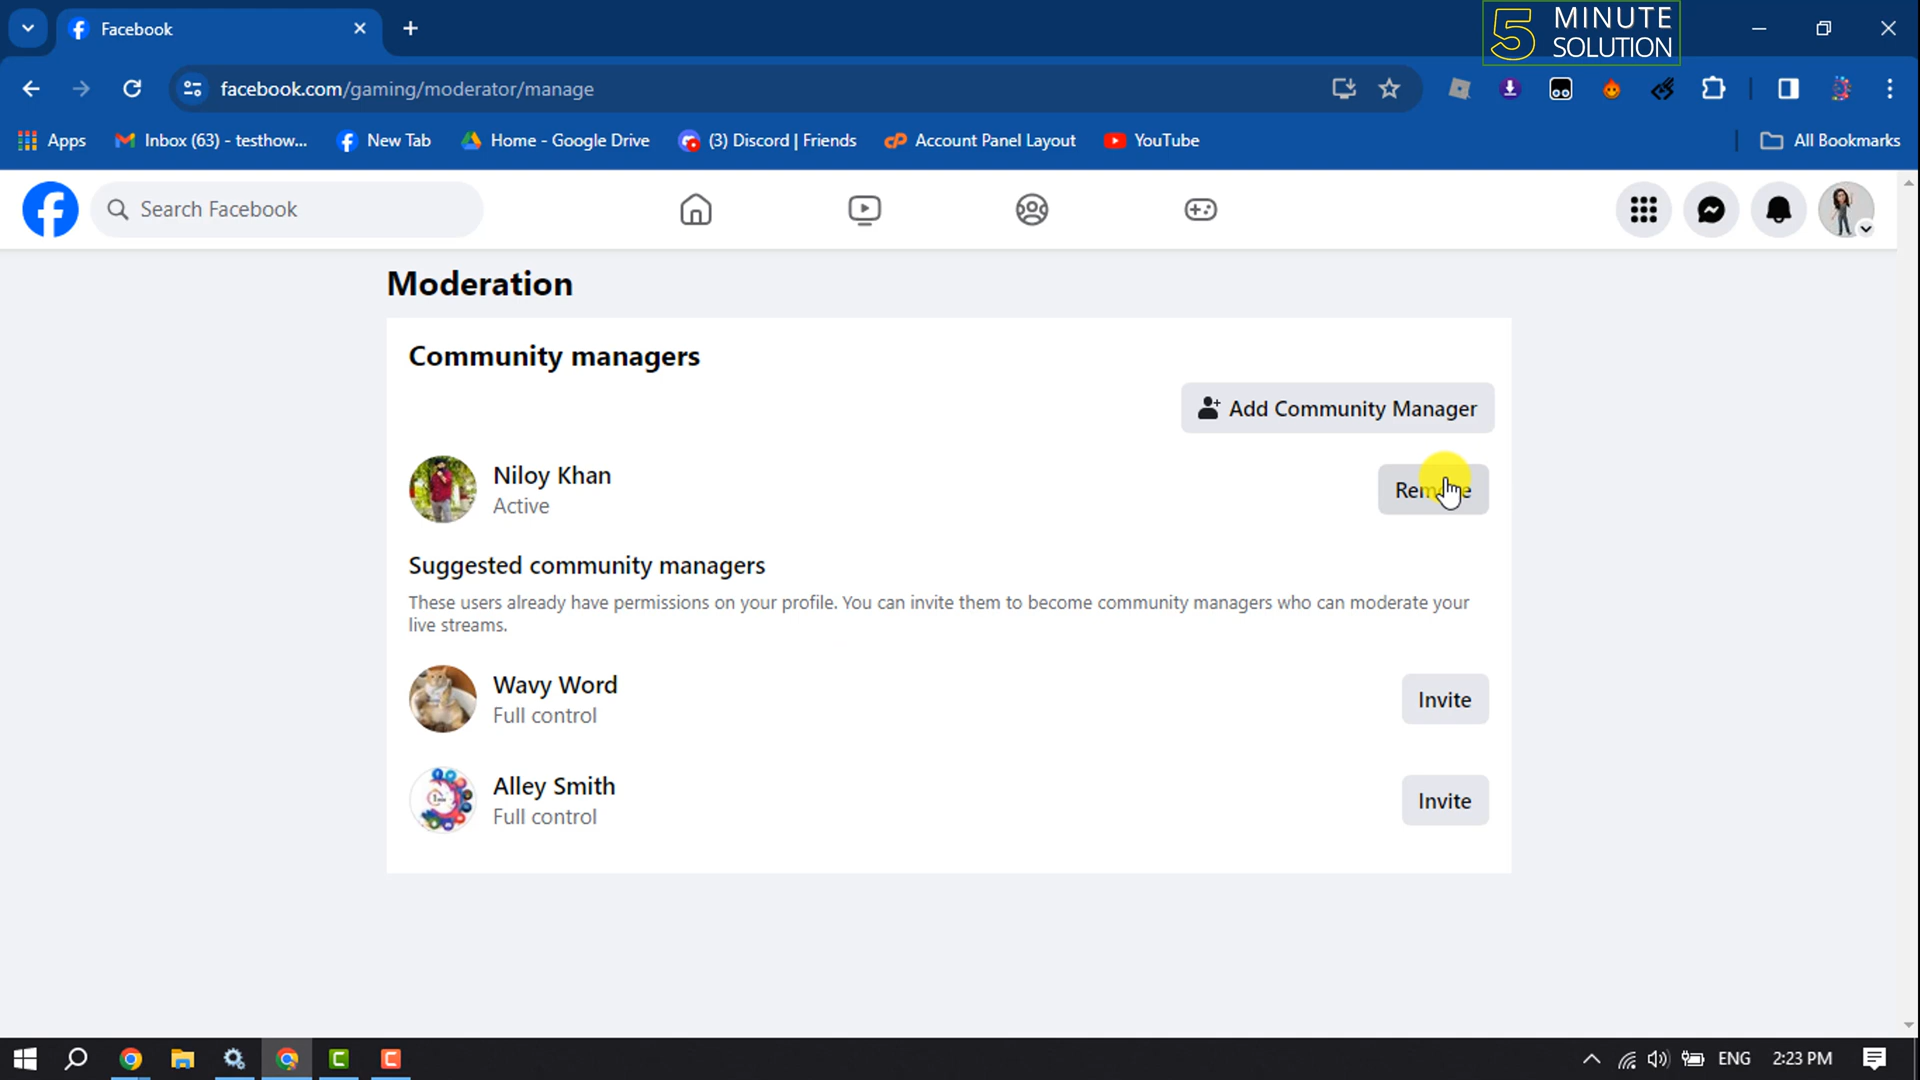 Facebook
5 MINUTE
SOLUTION
facebook.com/gaming/moderator/manage
Apps
Inbox (63) - testhow...
New Tab
Home - Google Drive
(3) Discord | Friends
Account Panel Layout
YouTube
All Bookmarks
Search Facebook
Moderation
Community managers
Add Community Manager
Niloy Khan
Active
Suggested community managers
These users already have permissions on your profile. You can invite them to become community managers who can moderate your
live streams.
Wavy Word
Full control
Invite
Alley Smith
Full control
Invite
ENG
2:23 PM